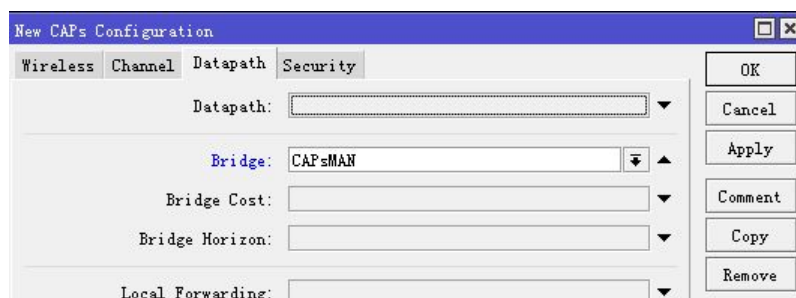 New CAPs Configuration
Wireless Channel Datapath Security
OK
Datapath:
Cancel
Bridge: CAPsMAN
Apply
Bridge Cost:
Comment
Bridge Horizon:
Copy
Remove
Local Forwarding: